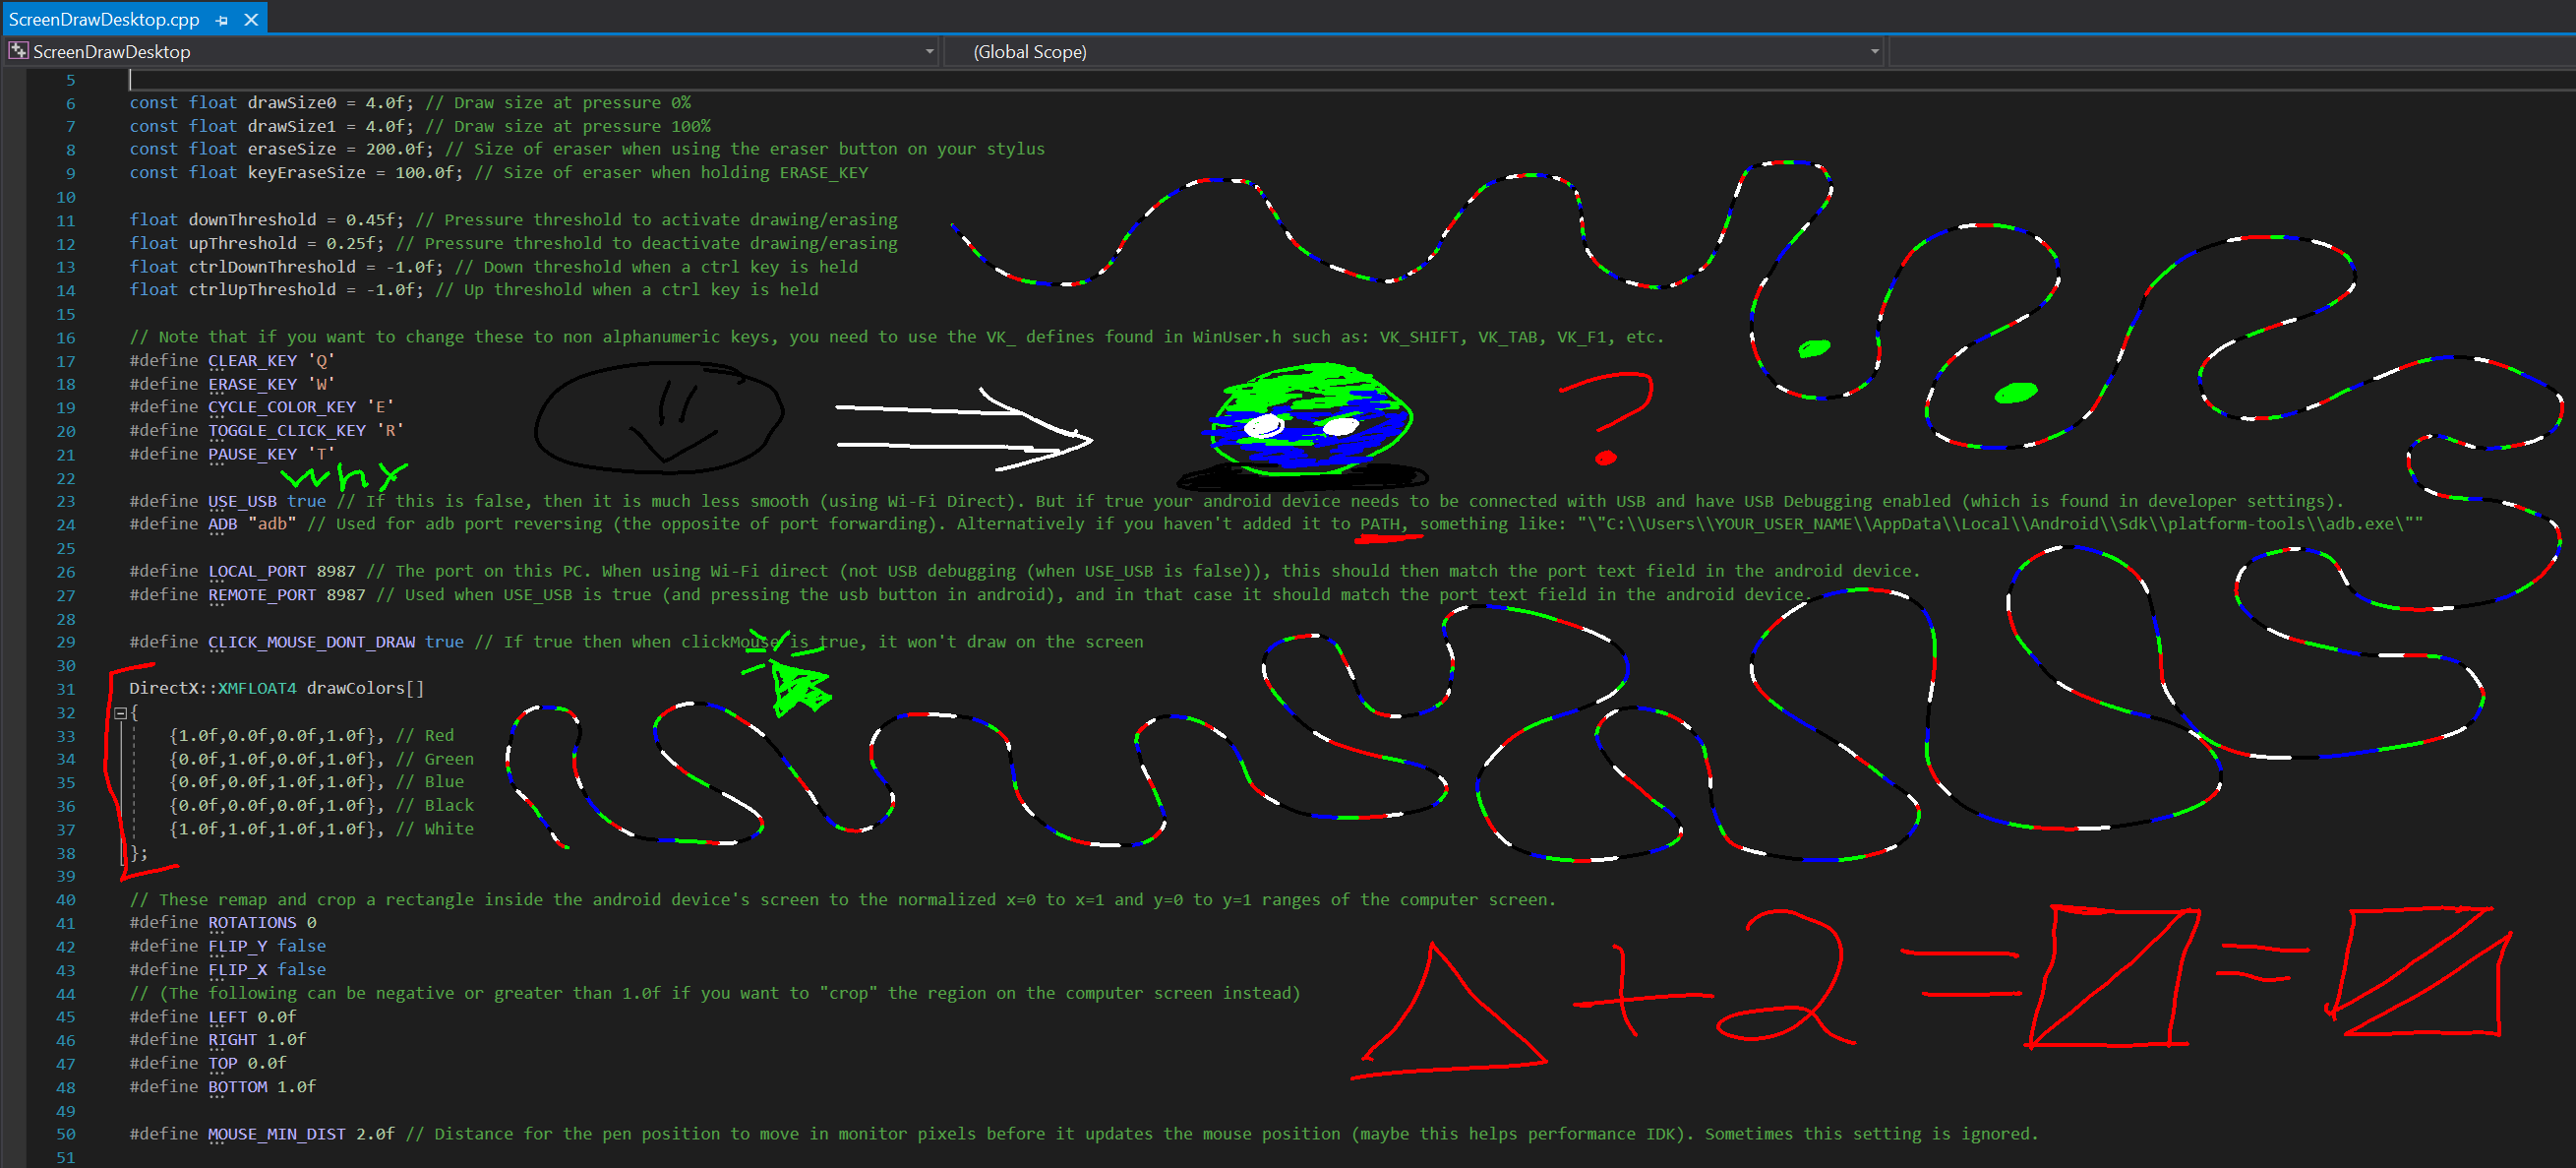 ScreenDrawDesktop.cpp
ScreenDrawDesktop (Global Scope)
5
6 const float drawSize0 = 4.0f; // Draw size at pressure 0%
7 const float drawSize1 = 4.0f; // Draw size at pressure 100%
8 const float eraseSize = 200.0f; // Size of eraser when using the eraser button on your stylus
9 const float keyEraseSize = 100.0f; // Size of eraser when holding ERASE_KEY
10
11 float downThreshold = 0.45f; // Pressure threshold to activate drawing/erasing
12 float upThreshold = 0.25f; // Pressure threshold to deactivate drawing/erasing
13 float ctrlDownThreshold = -1.0f; // Down threshold when a ctrl key is held
14 float ctrlUpThreshold = -1.0f; // Up threshold when a ctrl key is held
15
16 // Note that if you want to change these to non alphanumeric keys, you need to use the VK_ defines found in WinUser.h such as: VK_SHIFT, VK_TAB, VK_F1, etc.
17 #define CLEAR_KEY 'Q'
18 #define ERASE_KEY 'W'
19 #define CYCLE_COLOR_KEY 'E'
20 #define TOGGLE_CLICK_KEY 'R'
?
21 #define PAUSE_KEY 'T'
22
why
23 #define USE_USB true // If this is false, then it is much less smooth (using Wi-Fi Direct). But if true your android device needs to be connected with USB and have USB Debugging enabled (which is found in developer settings).
24 #define ADB "adb" // Used for adb port reversing (the opposite of port forwarding). Alternatively if you haven't added it to PATH, something like: "\"C:\\Users\\YOUR_USER_NAME\\AppData\\Local\\Android\\Sdk\\platform-tools\\adb.exe\""
25
26 #define LOCAL_PORT 8987 // The port on this PC. When using Wi-Fi direct (not USB debugging (when USE_USB is false)), this should then match the port text field in the android device.
27 #define REMOTE_PORT 8987 // Used when USE_USB is true (and pressing the usb button in android), and in that case it should match the port text field in the android device.
28
29 #define CLICK_MOUSE_DONT_DRAW true // If true then when clickMouse is true, it won't draw on the screen
30
31 DirectX::XMFLOAT4 drawColors[]
32 {
33 {1.0f,0.0f,0.0f,1.0f}, // Red
34 {0.0f,1.0f,0.0f,1.0f}, // Green
35 {0.0f,0.0f,1.0f,1.0f}, // Blue
36 {0.0f,0.0f,0.0f,1.0f}, // Black
37 {1.0f,1.0f,1.0f,1.0f}, // White
38 };
39
40 // These remap and crop a rectangle inside the android device's screen to the normalized x=0 to x=1 and y=0 to y=1 ranges of the computer screen.
41 #define ROTATIONS 0
42 #define FLIP_Y false
43 #define FLIP_X false
+ 2 = =
44 // (The following can be negative or greater than 1.0f if you want to "crop" the region on the computer screen instead)
45 #define LEFT 0.0f
46 #define RIGHT 1.0f
47 #define TOP 0.0f
48 #define BOTTOM 1.0f
49
50 #define MOUSE_MIN_DIST 2.0f // Distance for the pen position to move in monitor pixels before it updates the mouse position (maybe this helps performance IDK). Sometimes this setting is ignored.
51